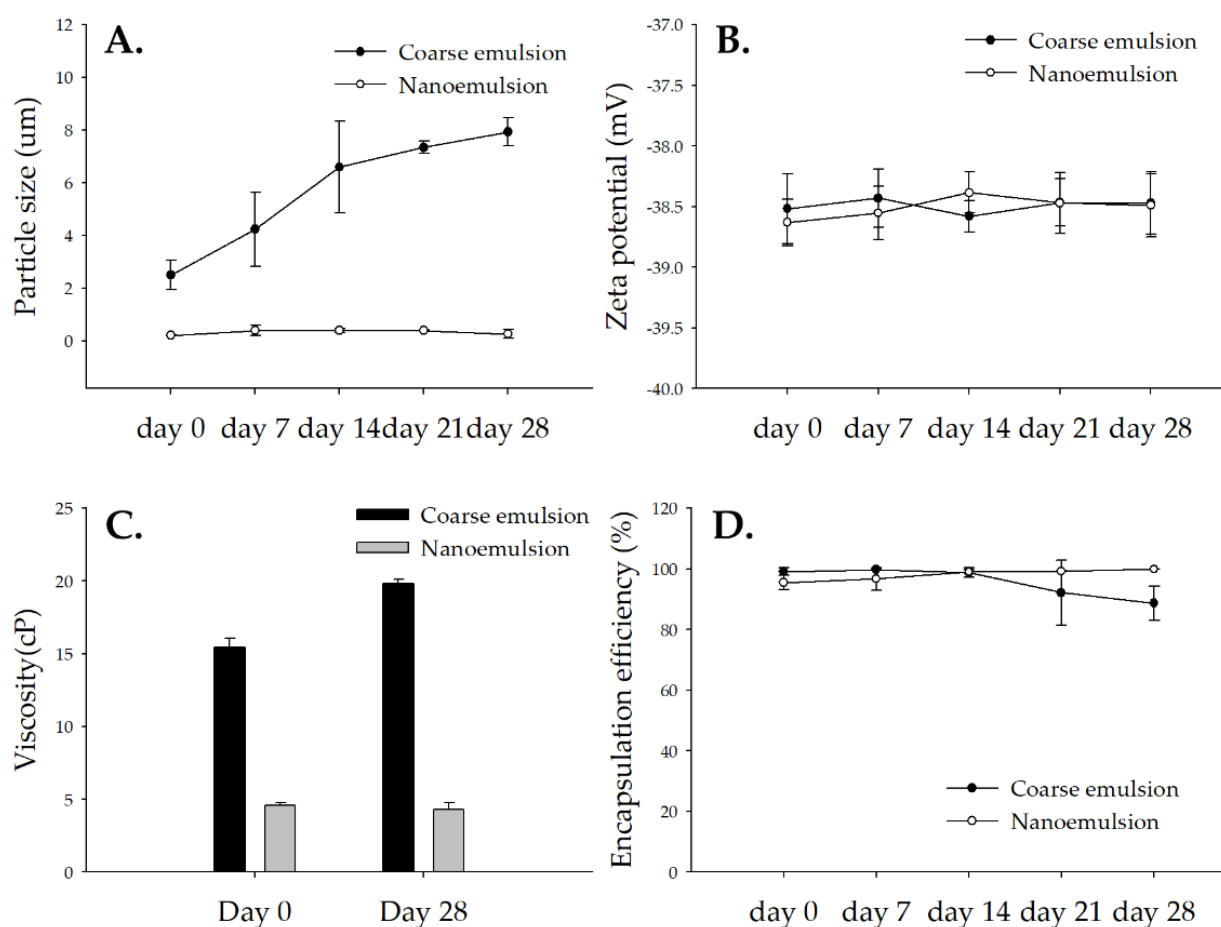 A.
Coarse emulsion
Nanoemulsion
Particle size (um)
12
10
8
6
4
2
0
day 0 day 7 day 14 day 21 day 28
B.
Coarse emulsion
Nanoemulsion
Zeta potential (mV)
-37.0
-37.5
-38.0
-38.5
-39.0
-39.5
-40.0
day 0 day 7 day 14 day 21 day 28
C.
Coarse emulsion
Nanoemulsion
Viscosity (cP)
25
20
15
10
5
0
Day 0 Day 28
D.
Encapsulation efficiency (%)
120
100
80
60
40
20
0
Coarse emulsion
Nanoemulsion
day 0 day 7 day 14 day 21 day 28